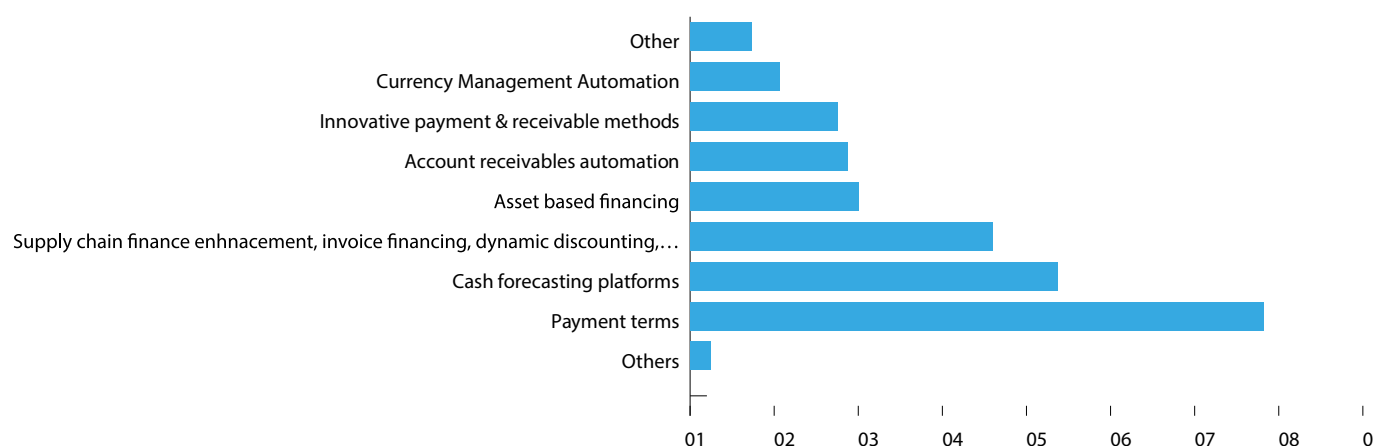 Other
Currency Management Automation
Innovative payment & receivable methods
Account receivables automation
Asset based financing
Supply chain finance enhnacement, invoice financing, dynamic discounting,…
Cash forecasting platforms
Payment terms
Others
01 02 03 04 05 06 07 08 0